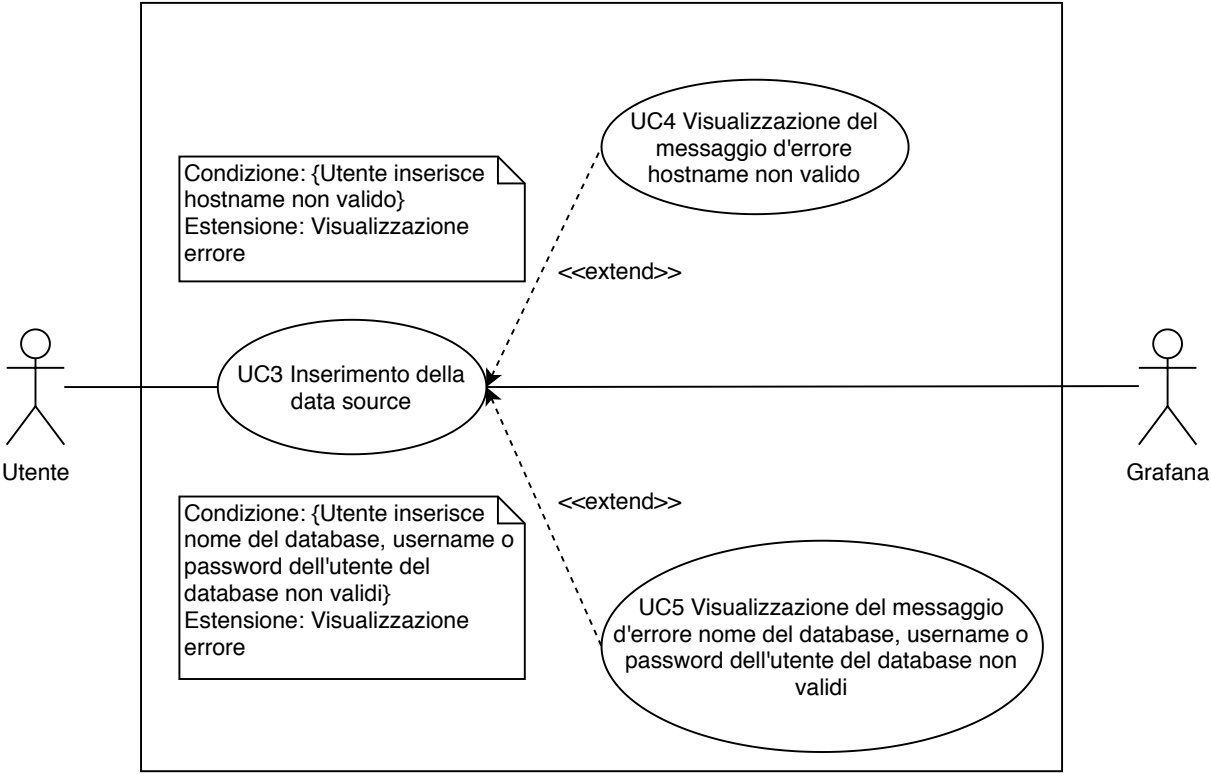 UC4 Visualizzazione del
messaggio d'errore
hostname non valido
Condizione: {Utente inserisce
hostname non valido}
Estensione: Visualizzazione
errore
<<extend>>
UC3 Inserimento della
data source
Utente
Grafana
<<extend>>
Condizione: {Utente inserisce
nome del database, username o
password dell'utente del
database non validi}
Estensione: Visualizzazione
errore
UC5 Visualizzazione del messaggio
d'errore nome del database, username o
password dell'utente del database non
validi